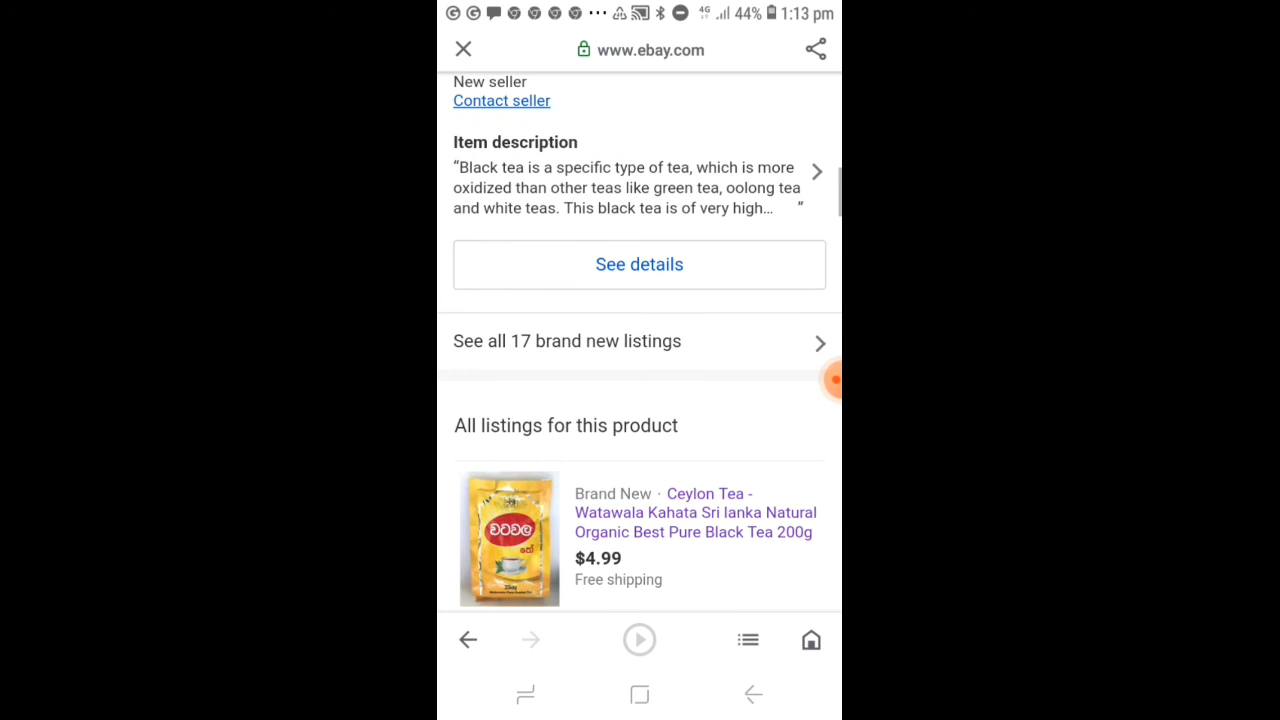 4G 44% 1:13 pm
www.ebay.com
New seller
Contact seller
Item description
“Black tea is a specific type of tea, which is more
oxidized than other teas like green tea, oolong tea
and white teas. This black tea is of very high... ”
See details
See all 17 brand new listings
All listings for this product
Brand New · Ceylon Tea -
Watawala Kahata Sri lanka Natural
Organic Best Pure Black Tea 200g
$4.99
Free shipping
වටවල
තේ